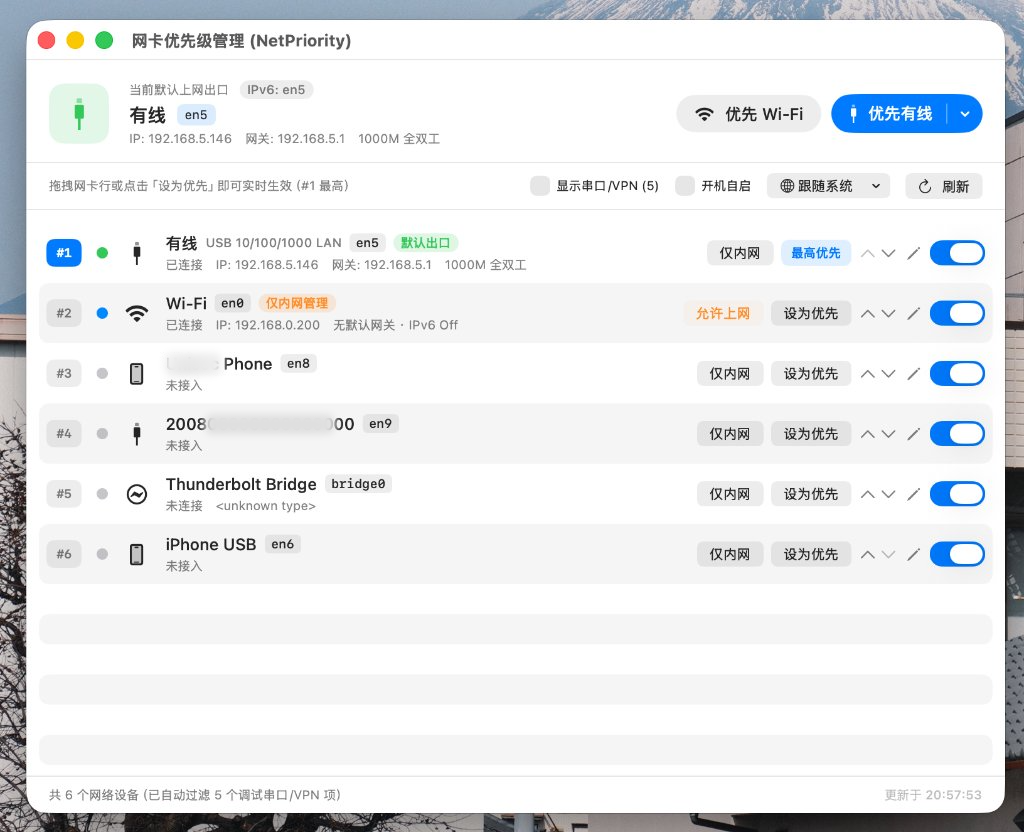 网卡优先级管理 (NetPriority)
当前默认上网出口 IPv6: en5
有线 en5
IP: 192.168.5.146 网关: 192.168.5.1 1000M 全双工
优先 Wi-Fi
优先有线
拖拽网卡行或点击「设为优先」即可实时生效 (#1 最高)
显示串口/VPN (5)
开机自启
跟随系统
刷新
#1 有线 USB 10/100/1000 LAN en5 默认出口
已连接 IP: 192.168.5.146 网关: 192.168.5.1 1000M 全双工
仅内网 最高优先
#2 Wi-Fi en0 仅内网管理
已连接 IP: 192.168.0.200 无默认网关 · IPv6 Off
允许上网 设为优先
#3 Phone en8
未接入
仅内网 设为优先
#4 2008 000 en9
未接入
仅内网 设为优先
#5 Thunderbolt Bridge bridge0
未连接 <unknown type>
仅内网 设为优先
#6 iPhone USB en6
未接入
仅内网 设为优先
共 6 个网络设备 (已自动过滤 5 个调试串口/VPN 项)
更新于 20:57:53